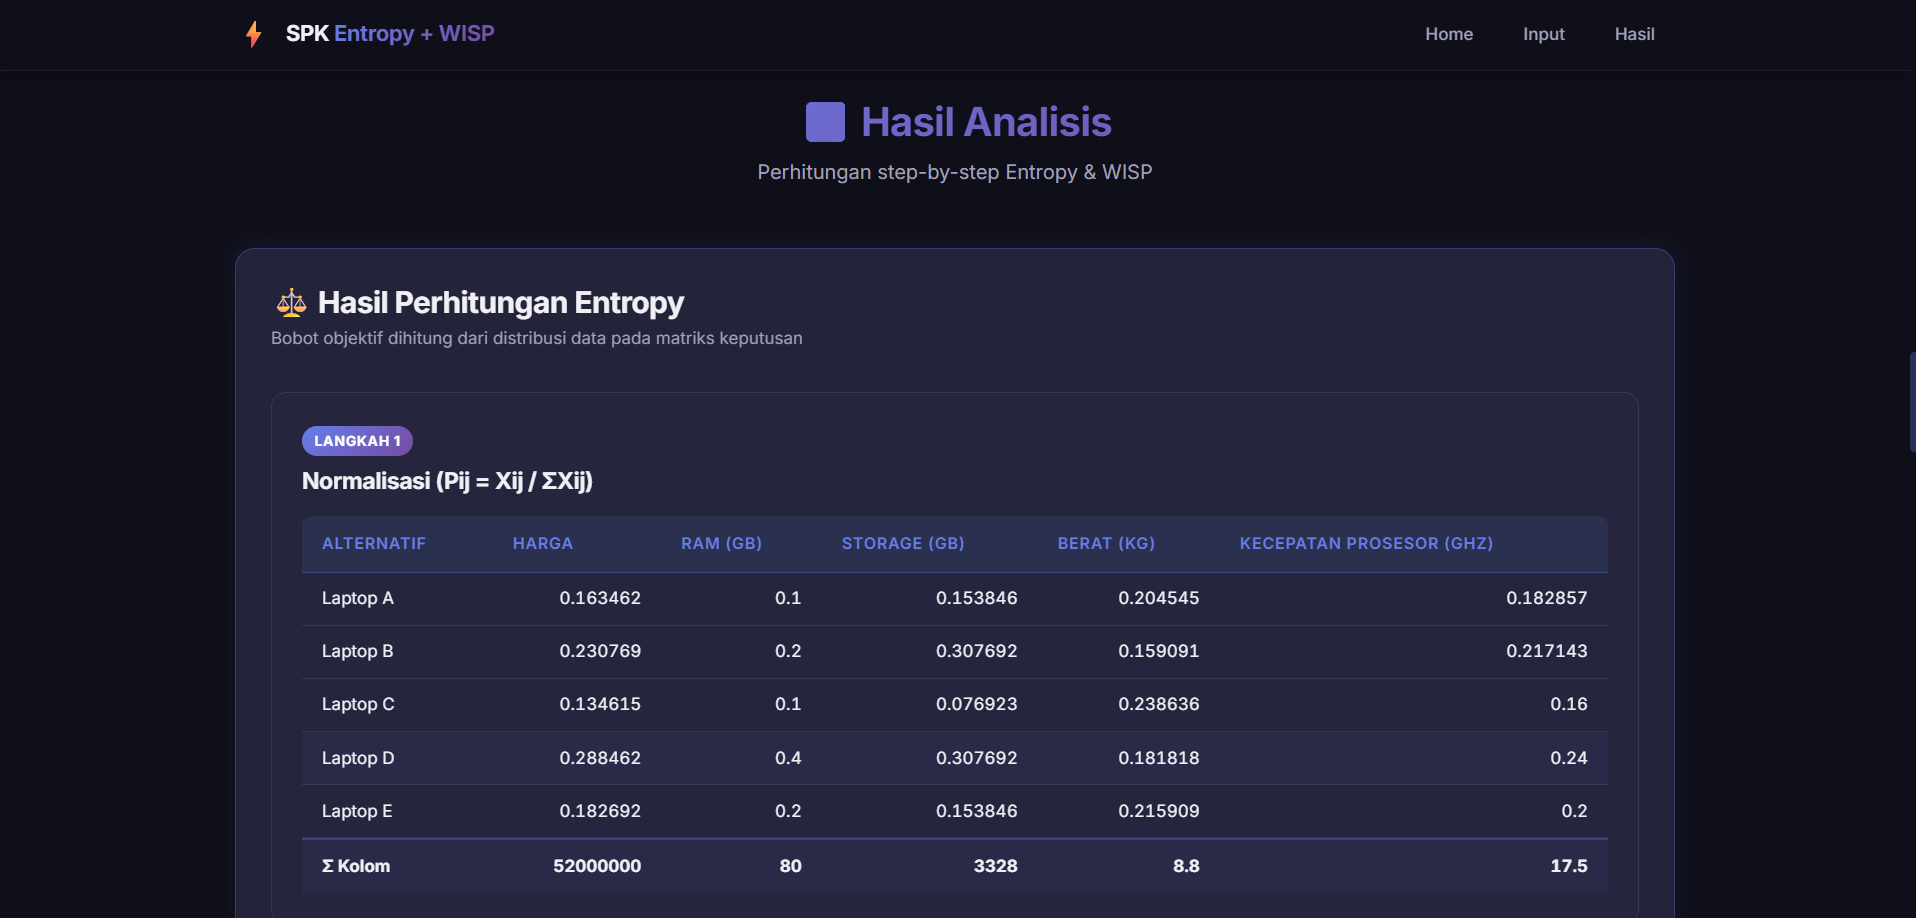 SPK Entropy + WISP
Home Input Hasil
Hasil Analisis
Perhitungan step-by-step Entropy & WISP
Hasil Perhitungan Entropy
Bobot objektif dihitung dari distribusi data pada matriks keputusan
LANGKAH 1
Normalisasi (Pij = Xij / ΣXij)
ALTERNATIF HARGA RAM (GB) STORAGE (GB) BERAT (KG) KECEPATAN PROSESOR (GHZ)
Laptop A 0.163462 0.1 0.153846 0.204545 0.182857
Laptop B 0.230769 0.2 0.307692 0.159091 0.217143
Laptop C 0.134615 0.1 0.076923 0.238636 0.16
Laptop D 0.288462 0.4 0.307692 0.181818 0.24
Laptop E 0.182692 0.2 0.153846 0.215909 0.2
Σ Kolom 52000000 80 3328 8.8 17.5